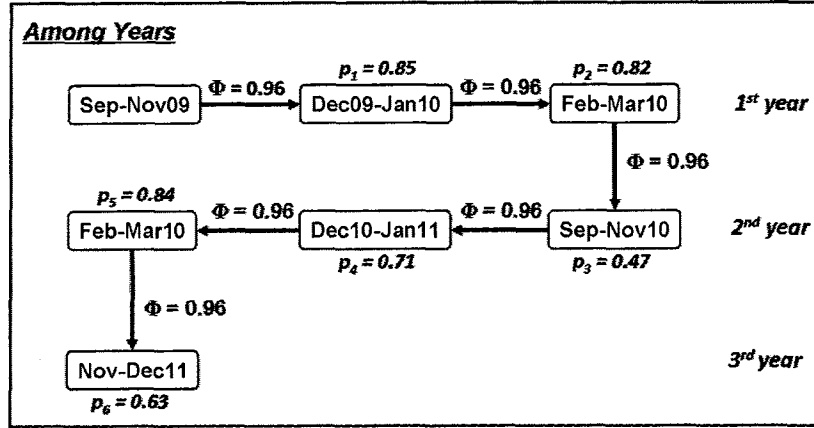 Among Years
p₁ = 0.85
p₂ = 0.82
Sep-Nov09
Φ = 0.96
Dec09-Jan10
Φ = 0.96
Feb-Mar10
1st year
Φ = 0.96
p₅ = 0.84
Feb-Mar10
Φ = 0.96
Dec10-Jan11
Φ = 0.96
Sep-Nov10
2nd year
p₄ = 0.71
p₃ = 0.47
Φ = 0.96
Nov-Dec11
3rd year
p₆ = 0.63